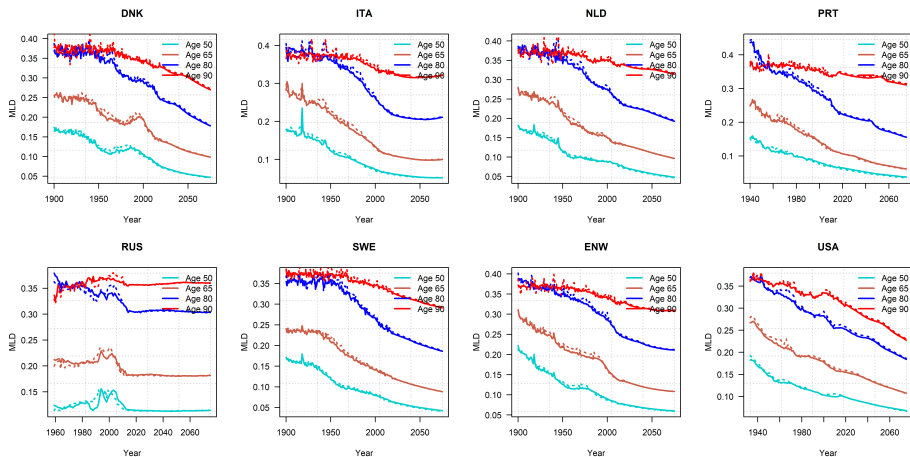 DNK
MLD
0.40
0.35
0.30
0.25
0.20
0.15
0.10
0.05
Age 50
Age 65
Age 80
Age 90
1900
1950
2000
2050
Year
ITA
MLD
0.4
0.3
0.2
0.1
Age 50
Age 65
Age 80
Age 90
1900
1950
2000
2050
Year
NLD
MLD
0.40
0.35
0.30
0.25
0.20
0.15
0.10
0.05
Age 50
Age 65
Age 80
Age 90
1900
1950
2000
2050
Year
PRT
MLD
0.4
0.3
0.2
0.1
Age 50
Age 65
Age 80
Age 90
1940
1980
2020
2060
Year
RUS
MLD
0.35
0.30
0.25
0.20
0.15
Age 50
Age 65
Age 80
Age 90
1960
1980
2000
2020
2040
2060
Year
SWE
MLD
0.35
0.30
0.25
0.20
0.15
0.10
0.05
Age 50
Age 65
Age 80
Age 90
1900
1950
2000
2050
Year
ENW
MLD
0.40
0.35
0.30
0.25
0.20
0.15
0.10
0.05
Age 50
Age 65
Age 80
Age 90
1900
1950
2000
2050
Year
USA
MLD
0.35
0.30
0.25
0.20
0.15
0.10
Age 50
Age 65
Age 80
Age 90
1940
1980
2020
2060
Year